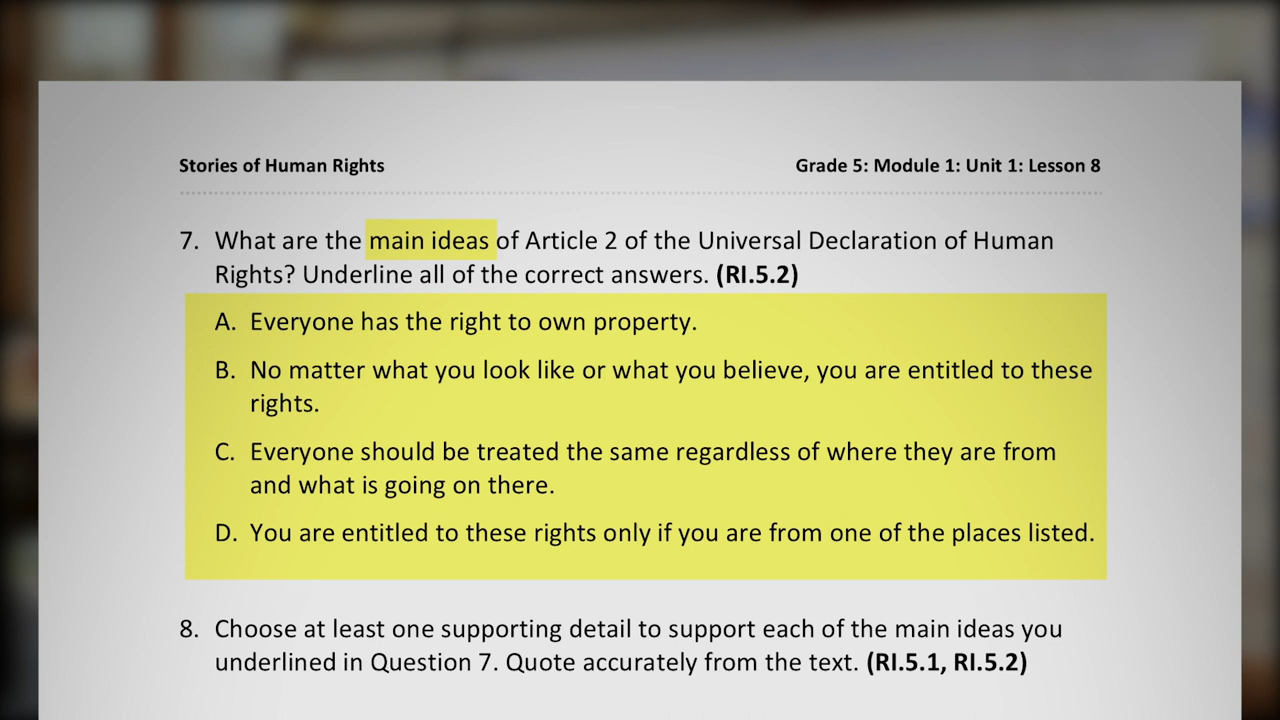 Stories of Human Rights
Grade 5: Module 1: Unit 1: Lesson 8
7. What are the main ideas of Article 2 of the Universal Declaration of Human
Rights? Underline all of the correct answers. (RI.5.2)
A. Everyone has the right to own property.
B. No matter what you look like or what you believe, you are entitled to these
rights.
C. Everyone should be treated the same regardless of where they are from
and what is going on there.
D. You are entitled to these rights only if you are from one of the places listed.
8. Choose at least one supporting detail to support each of the main ideas you
underlined in Question 7. Quote accurately from the text. (RI.5.1, RI.5.2)